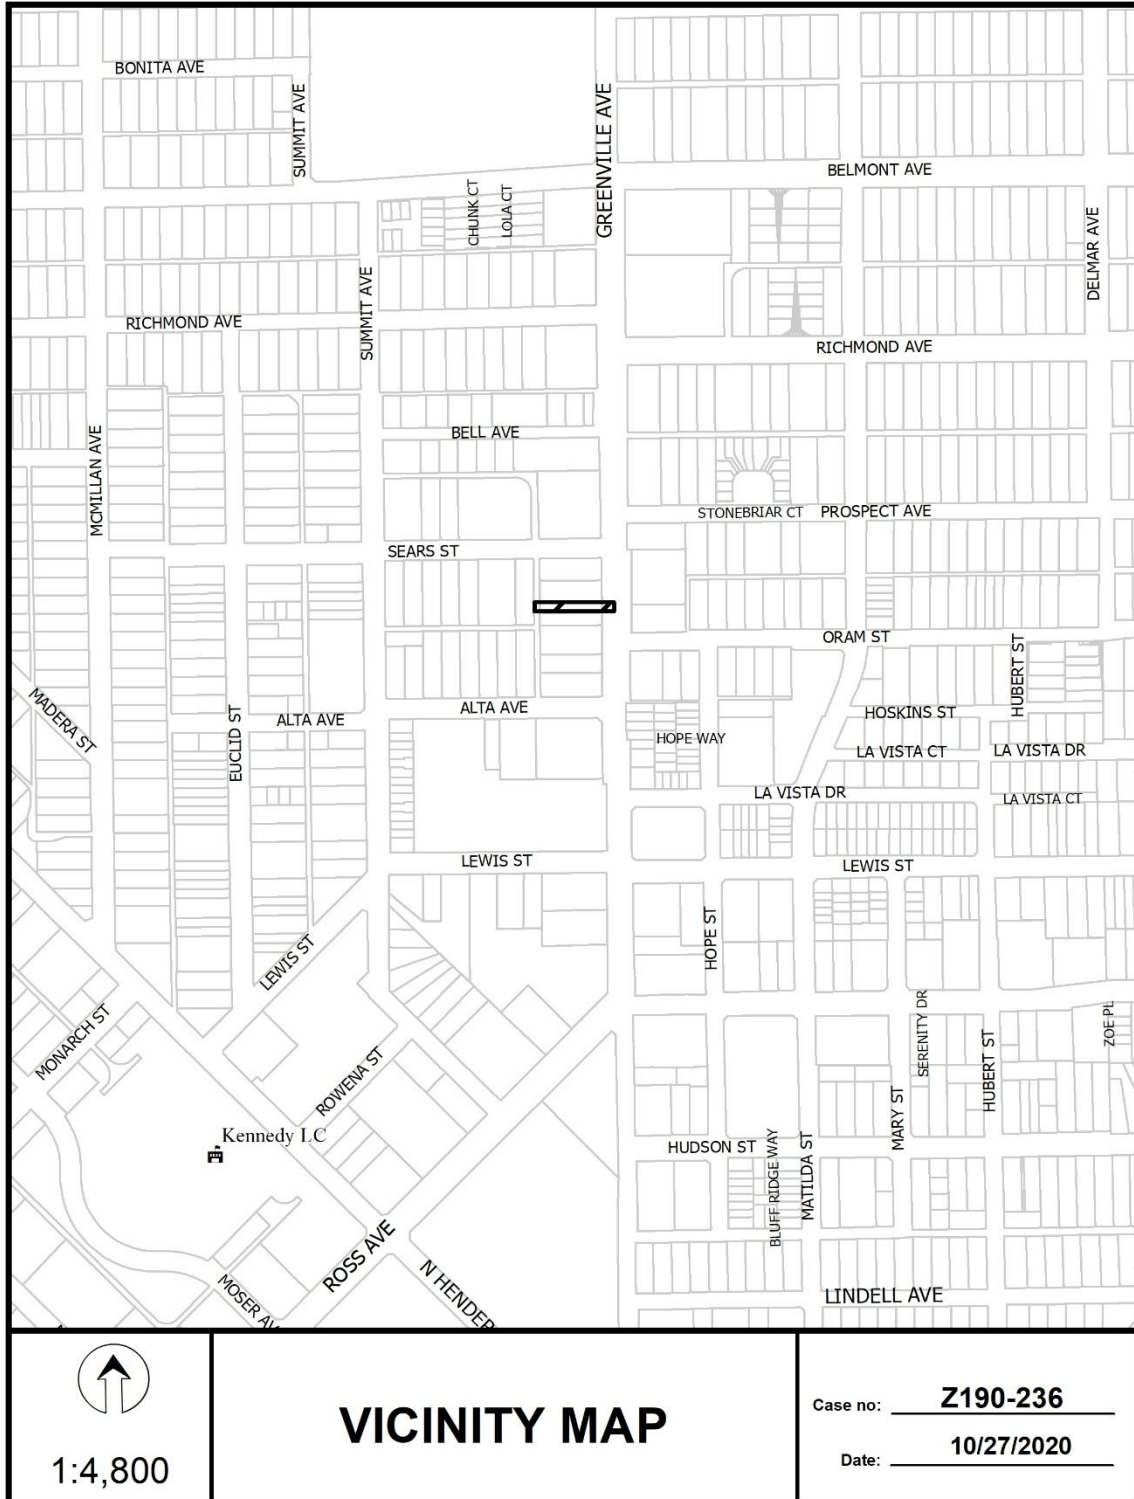 BONITA AVE
SUMMIT AVE
GREENVILLE AVE
BELMONT AVE
CHUNK CT
LOLA CT
DELMAR AVE
SUMMIT AVE
RICHMOND AVE
RICHMOND AVE
MCMILLAN AVE
BELL AVE
STONEBRIAR CT
PROSPECT AVE
SEARS ST
ORAM ST
HUBERT ST
MADERA ST
EUCLID ST
ALTA AVE
ALTA AVE
HOSKINS ST
HOPE WAY
LA VISTA CT
LA VISTA DR
LA VISTA DR
LA VISTA CT
LEWIS ST
LEWIS ST
HOPE ST
LEWIS ST
SERENITY DR
ZOE PL
MONARCH ST
ROWENA ST
HUBERT ST
MARY ST
Kennedy LC
HUDSON ST
BLUFF RIDGE WAY
MATILDA ST
ROSS AVE
N HENDER
MOSER AV
LINDELL AVE
1:4,800
VICINITY MAP
Case no: Z190-236
Date: 10/27/2020